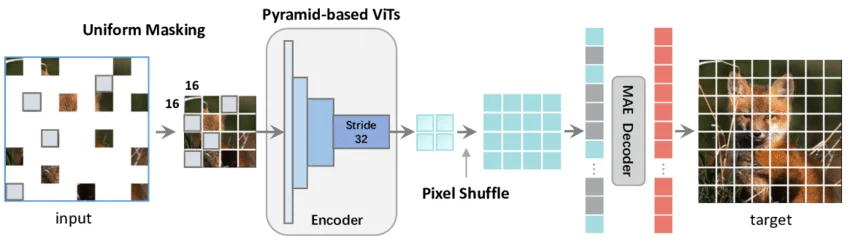 Uniform Masking
Pyramid-based ViTs
16
16
Stride
32
MAE Decoder
Pixel Shuffle
input
Encoder
target